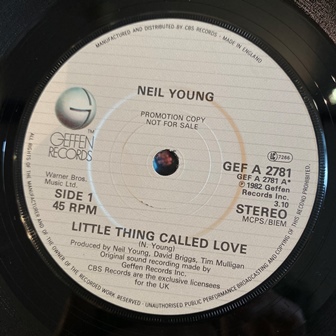 MANUFACTURED AND DISTRIBUTED BY CBS RECORDS • MADE IN ENGLAND
NEIL YOUNG
PROMOTION COPY
NOT FOR SALE
TM
GEFFEN
RECORDS
Warner Bros.
Music Ltd.
SIDE 1
45 RPM
GEF A 2781
GEF A 2781 A*
℗ 1982 Geffen
Records
3.10
STEREO
MCPS/BIEM
LITTLE THING CALLED LOVE
(N. Young)
Produced by Neil Young, David Briggs, Tim Mulligan
Original sound recording made by
Geffen Records Inc.
CBS Records are the exclusive licensees
for the UK
ALL RIGHTS OF THE MANUFACTURER AND OF THE OWNER OF THE RECORDED WORK RESERVED · UNAUTHORISED PUBLIC PERFORMANCE BROADCASTING AND COPYING OF THIS RECORD PROHIBITED